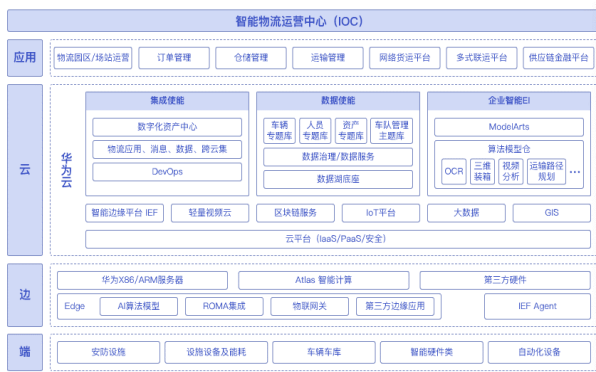 智能物流运营中心（IOC）
应用
物流园区/场站运营
订单管理
仓储管理
运输管理
网络货运平台
多式联运平台
供应链金融平台
云
华为云
集成使能
数字化资产中心
物流应用、消息、数据、跨云集
DevOps
数据使能
车辆
专题库
人员
专题库
资产
专题库
车队管理
主题库
数据治理/数据服务
数据湖底座
企业智能EI
ModelArts
算法模型仓
OCR
三维
装箱
视频
分析
运输路径
规划
...
智能边缘平台 IEF
轻量视频云
区块链服务
IoT平台
大数据
GIS
云平台（IaaS/PaaS/安全）
边
华为X86/ARM服务器
Atlas 智能计算
第三方硬件
Edge
AI算法模型
ROMA集成
物联网关
第三方边缘应用
IEF Agent
端
安防设施
设施设备及能耗
车辆车库
智能硬件类
自动化设备